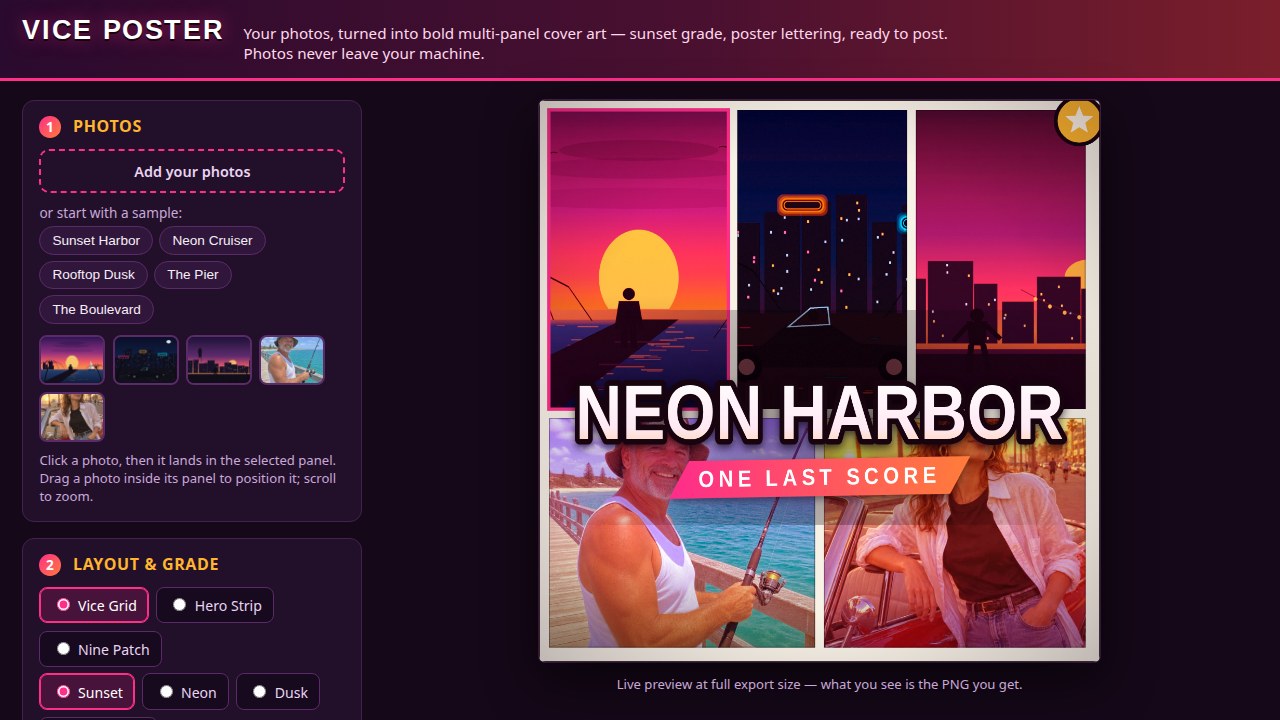 VICE POSTER
Your photos, turned into bold multi-panel cover art — sunset grade, poster lettering, ready to post.
Photos never leave your machine.
1 PHOTOS
Add your photos
or start with a sample:
Sunset Harbor
Neon Cruiser
Rooftop Dusk
The Pier
The Boulevard
Click a photo, then it lands in the selected panel.
Drag a photo inside its panel to position it; scroll
to zoom.
2 LAYOUT & GRADE
Vice Grid
Hero Strip
Nine Patch
Sunset
Neon
Dusk
NEON HARBOR
ONE LAST SCORE
Live preview at full export size — what you see is the PNG you get.